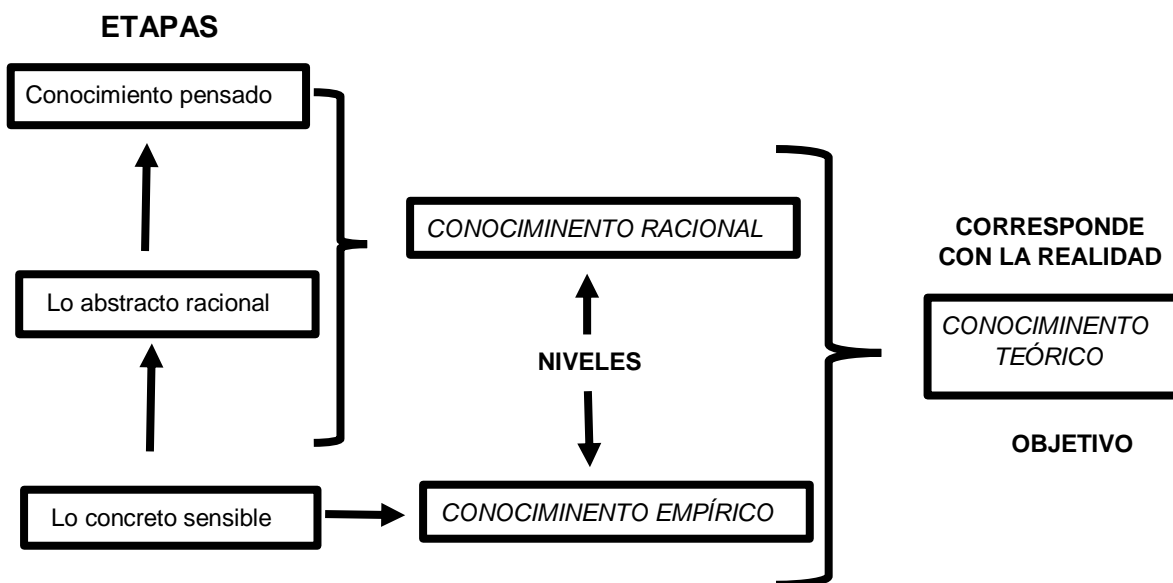 ETAPAS
Conocimiento pensado
Lo abstracto racional
Lo concreto sensible
CONOCIMINENTO RACIONAL
NIVELES
CONOCIMINENTO EMPÍRICO
CORRESPONDE
CON LA REALIDAD
CONOCIMINENTO
TEÓRICO
OBJETIVO